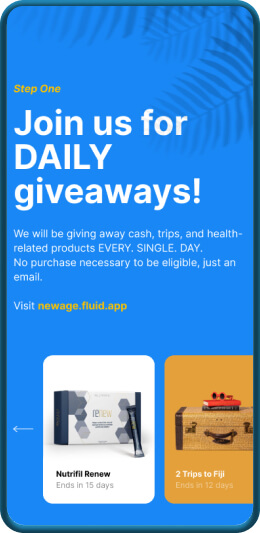 Step One
Join us for
DAILY
giveaways!
We will be giving away cash, trips, and health-
related products EVERY. SINGLE. DAY.
No purchase necessary to be eligible, just an
email.
Visit newage.fluid.app
Nutrifil Renew
Ends in 15 days
2 Trips to Fiji
Ends in 12 days